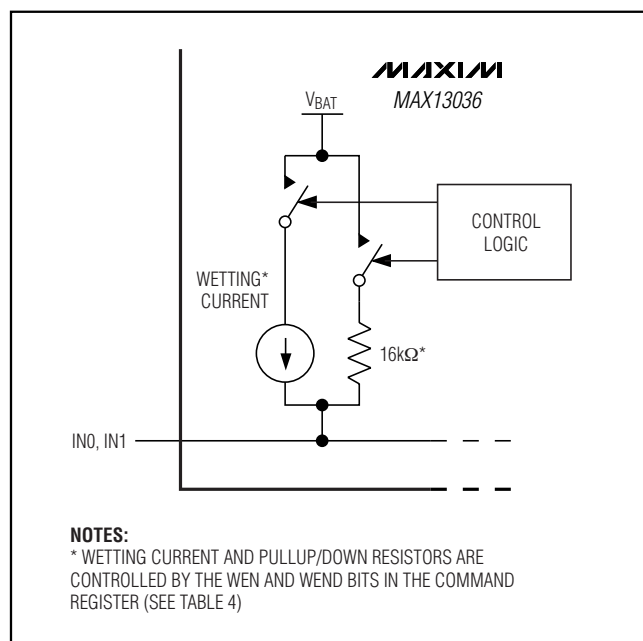 MAXIM
MAX13036
VBAT
CONTROL
LOGIC
WETTING*
CURRENT
16kΩ*
IN0, IN1
NOTES:
* WETTING CURRENT AND PULLUP/DOWN RESISTORS ARE
CONTROLLED BY THE WEN AND WEND BITS IN THE COMMAND
REGISTER (SEE TABLE 4)